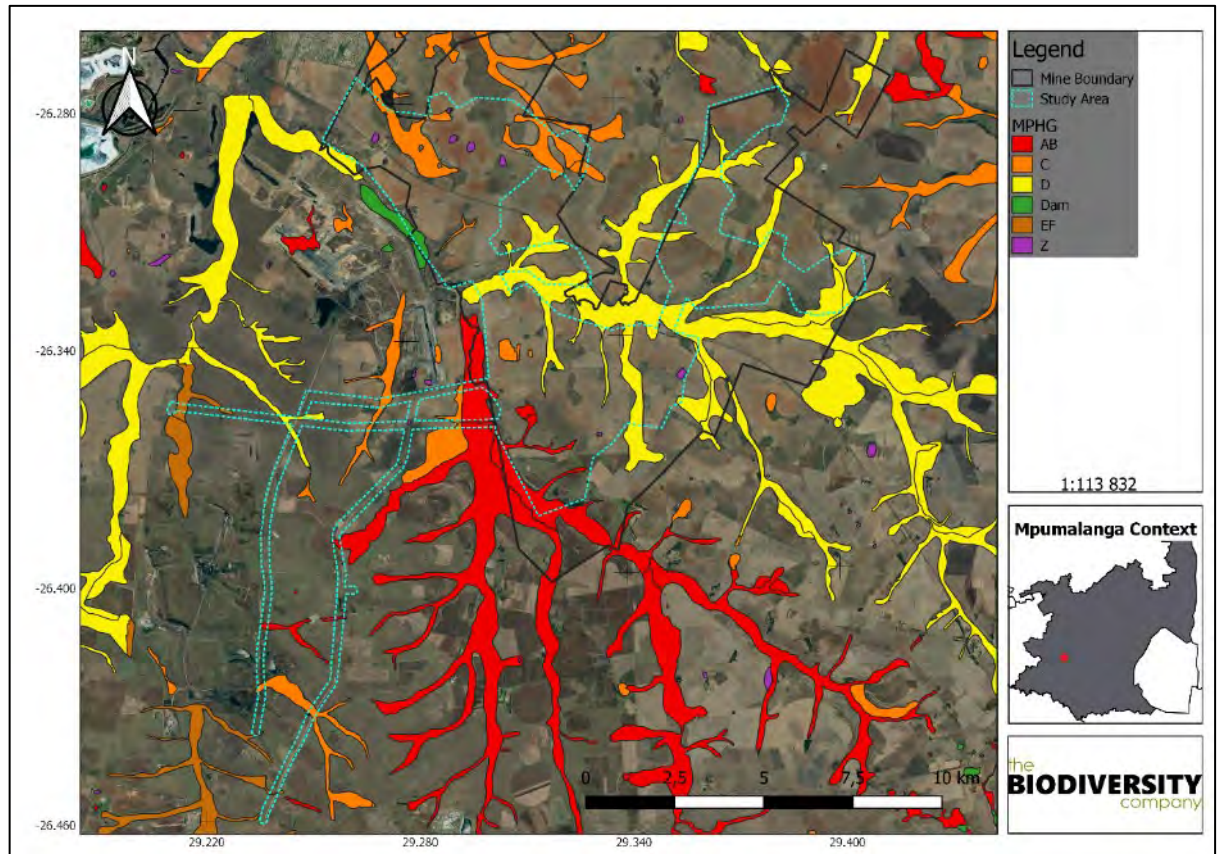 N
-26.280
-26.340
-26.400
-26.460
29.220
29.280
29.340
29.400
0
2,5
5
7,5
10 km
Legend
Mine Boundary
Study Area
MPHG
AB
C
D
Dam
EF
Z
1:113 832
Mpumalanga Context
the
BIODIVERSITY
company